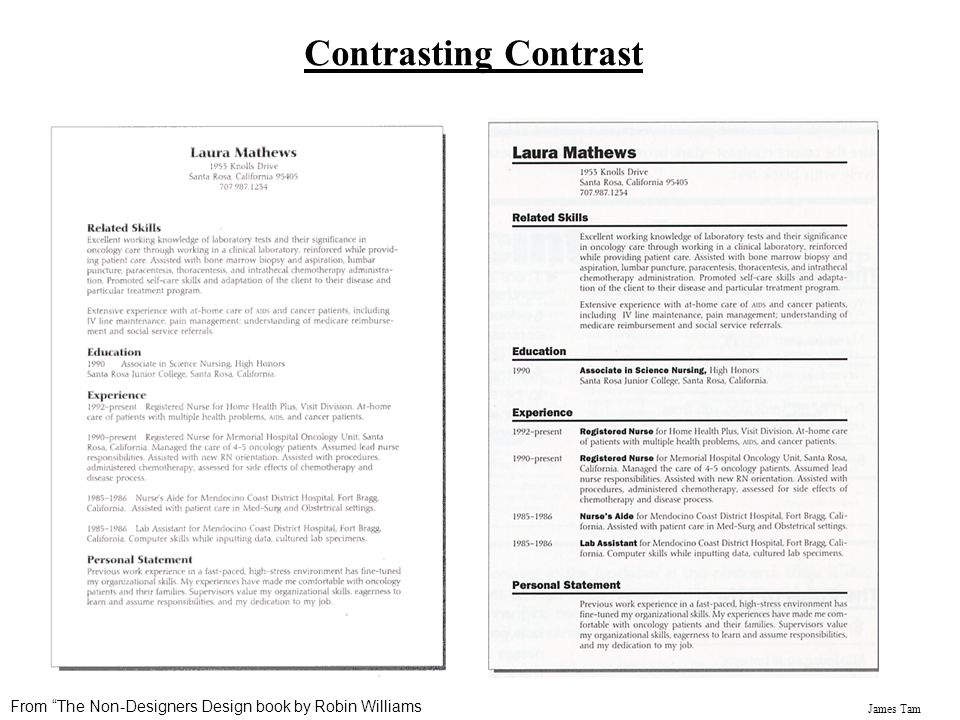 Contrasting Contrast
Laura Mathews
1953 Knolls Drive
Santa Rosa, California 95405
707.987.1234
Related Skills
Excellent working knowledge of laboratory tests and their significance in
oncology care through working in a clinical laboratory, reinforced while provid-
ing patient care. Assisted with bone marrow biopsy and aspiration, lumbar
puncture, paracentesis, thoracentesis, and intrathecal chemotherapy administra-
tion. Promoted self-care skills and adaptation of the client to their disease and
particular treatment program.
Extensive experience with at-home care of AIDS and cancer patients, including
IV line maintenance, pain management; understanding of medicare reimburse-
ment and social service referrals.
Education
1990 Associate in Science Nursing, High Honors
Santa Rosa Junior College, Santa Rosa, California.
Experience
1992–present Registered Nurse for Home Health Plus, Visit Division. At-home
care of patients with multiple health problems, AIDS, and cancer patients.
1990–present Registered Nurse for Memorial Hospital Oncology Unit, Santa
Rosa, California. Managed the care of 4–5 oncology patients. Assumed lead nurse
responsibilities. Assisted with new RN orientation. Assisted with procedures,
administered chemotherapy, assessed for side effects of chemotherapy and
disease process.
1985–1986 Nurse's Aide for Mendocino Coast District Hospital, Fort Bragg,
California. Assisted with patient care in Med-Surg and Obstetrical settings.
1985–1986 Lab Assistant for Mendocino Coast District Hospital, Fort Bragg,
California. Computer skills while inputting data, cultured lab specimens.
Personal Statement
Previous work experience in a fast-paced, high-stress environment has fine-tuned
my organizational skills. My experiences have made me comfortable with oncology
patients and their families. Supervisors value my organizational skills, eagerness to
learn and assume responsibilities, and my dedication to my job.
Laura Mathews
1953 Knolls Drive
Santa Rosa, California 95405
707.987.1234
Related Skills
Excellent working knowledge of laboratory tests and their significance
in oncology care through working in a clinical laboratory, reinforced
while providing patient care. Assisted with bone marrow biopsy and
aspiration, lumbar puncture, paracentesis, thoracentesis, and intrathecal
chemotherapy administration. Promoted self-care skills and adapta-
tion of the client to their disease and particular treatment program.
Extensive experience with at-home care of AIDS and cancer patients,
including IV line maintenance, pain management; understanding of
medicare reimbursement and social service referrals.
Education
1990 Associate in Science Nursing, High Honors
Santa Rosa Junior College, Santa Rosa, California.
Experience
1992–present Registered Nurse for Home Health Plus, Visit Division. At-home care
of patients with multiple health problems, AIDS, and cancer patients.
1990–present Registered Nurse for Memorial Hospital Oncology Unit, Santa Rosa,
California. Managed the care of 4–5 oncology patients. Assumed lead
nurse responsibilities. Assisted with new RN orientation. Assisted with
procedures, administered chemotherapy, assessed for side effects of
chemotherapy and disease process.
1985–1986 Nurse's Aide for Mendocino Coast District Hospital, Fort Bragg, Cali-
fornia. Assisted with patient care in Med-Surg and Obstetrical settings.
1985–1986 Lab Assistant for Mendocino Coast District Hospital, Fort Bragg, Cali-
fornia. Computer skills while inputting data, cultured lab specimens.
Personal Statement
Previous work experience in a fast-paced, high-stress environment has
fine-tuned my organizational skills. My experiences have made me com-
fortable with oncology patients and their families. Supervisors value
my organizational skills, eagerness to learn and assume responsibilities,
and my dedication to my job.
From “The Non-Designers Design book by Robin Williams
James Tam